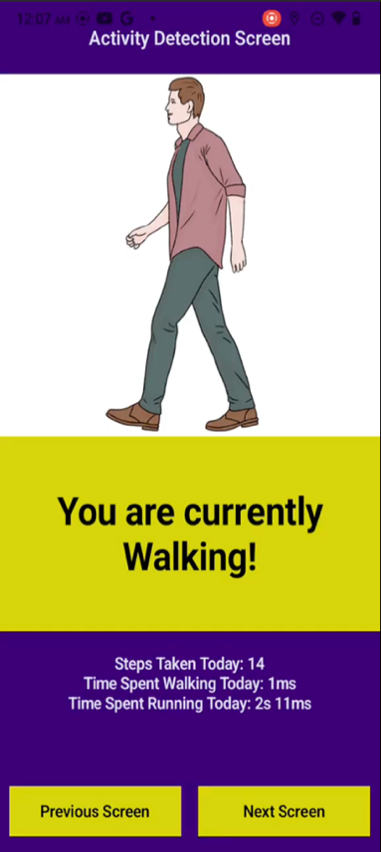 12:07 AM
Activity Detection Screen
You are currently
Walking!
Steps Taken Today: 14
Time Spent Walking Today: 1ms
Time Spent Running Today: 2s 11ms
Previous Screen
Next Screen